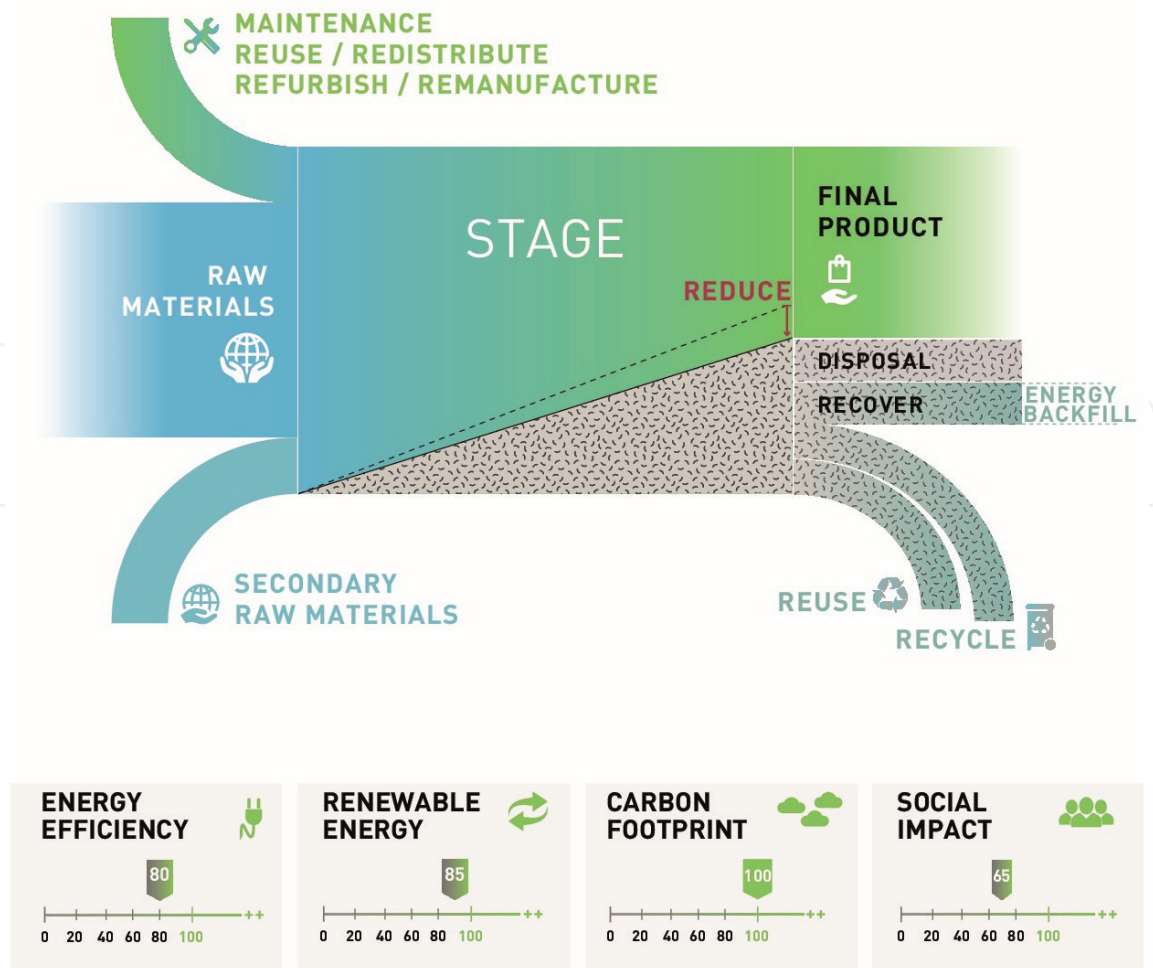 MAINTENANCE
REUSE / REDISTRIBUTE
REFURBISH / REMANUFACTURE
STAGE
FINAL
PRODUCT
RAW
MATERIALS
REDUCE
DISPOSAL
RECOVER
ENERGY
BACKFILL
SECONDARY
RAW MATERIALS
REUSE
RECYCLE
ENERGY
EFFICIENCY
80
0 20 40 60 80 100 ++
RENEWABLE
ENERGY
85
0 20 40 60 80 100 ++
CARBON
FOOTPRINT
100
0 20 40 60 80 100 ++
SOCIAL
IMPACT
65
0 20 40 60 80 100 ++